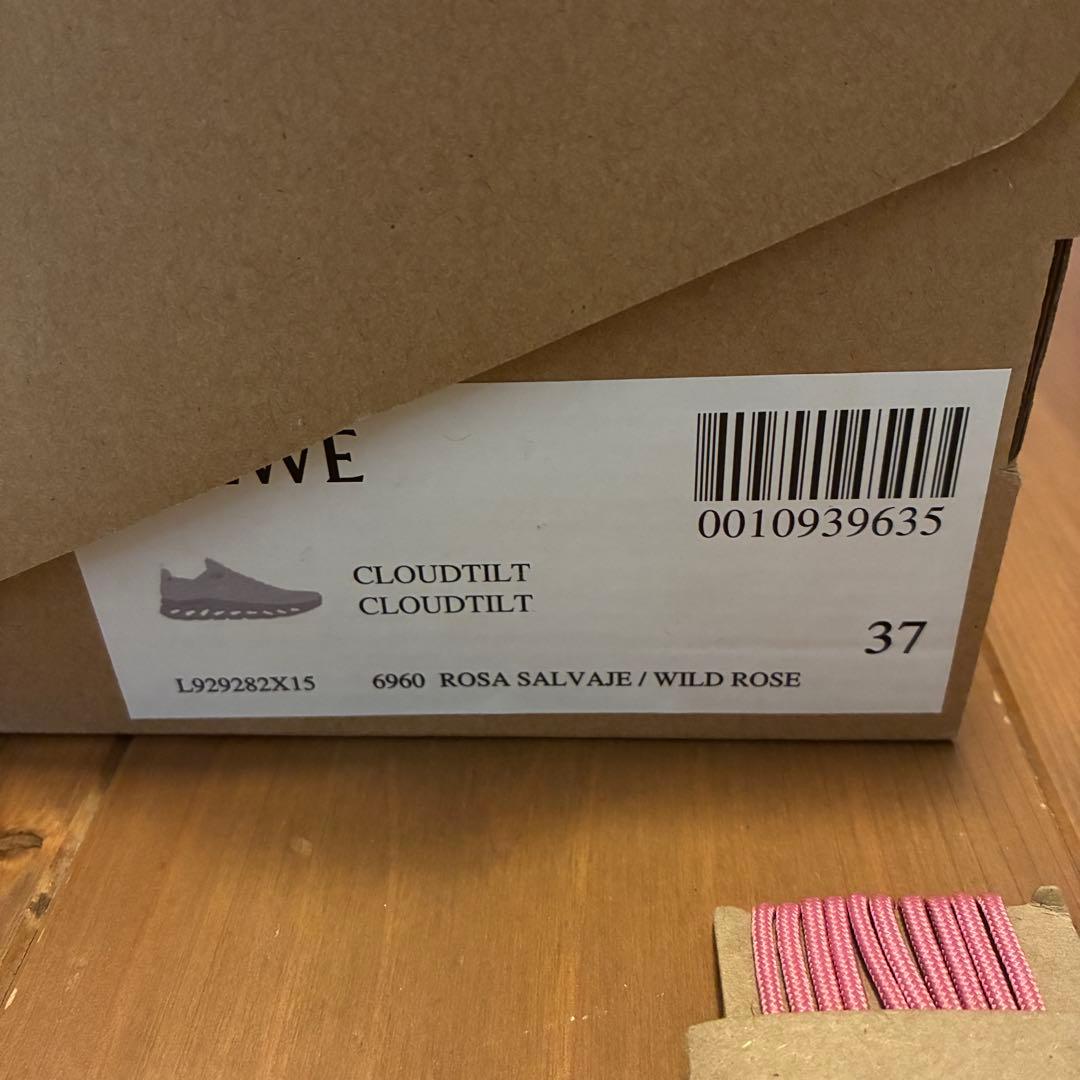 WE
0010939635
CLOUDTILT
CLOUDTILT
37
L929282X15 6960 ROSA SALVAJE / WILD ROSE